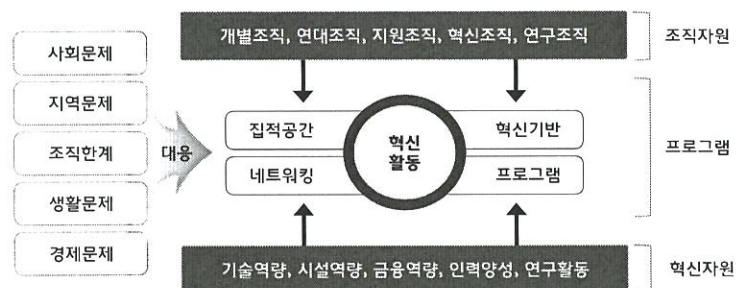 개별조직, 연대조직, 지원조직, 혁신조직, 연구조직
조직자원
사회문제
지역문제
조직한계
생활문제
경제문제
대응
집적공간
혁신기반
혁신
활동
네트워킹
프로그램
프로그램
기술역량, 시설역량, 금융역량, 인력양성, 연구활동
혁신자원